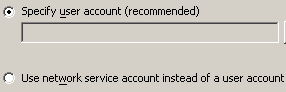 Specify user account (recommended)
Use network service account instead of a user account